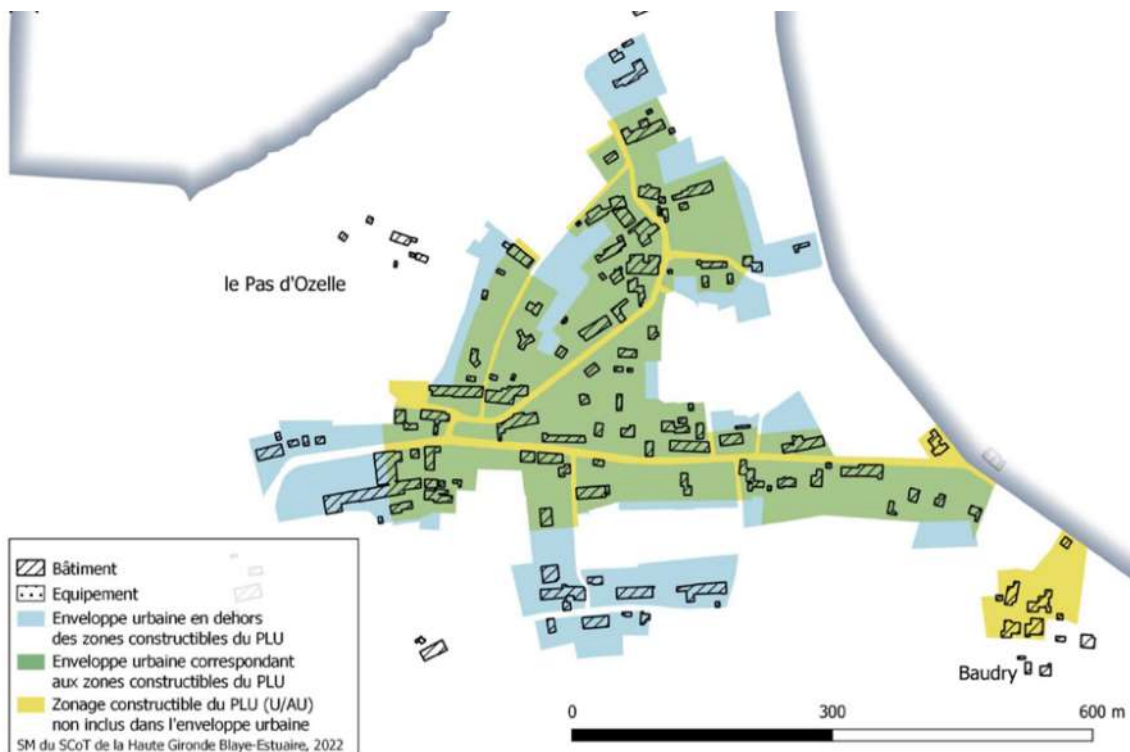 le Pas d'Ozelle
Bâtiment
Equipement
Enveloppe urbaine en dehors
des zones constructibles du PLU
Enveloppe urbaine correspondant
aux zones constructibles du PLU
Zonage constructible du PLU (U/AU)
non inclus dans l'enveloppe urbaine
SM du SCoT de la Haute Gironde Blaye-Estuaire, 2022
Baudry
0 300 600 m